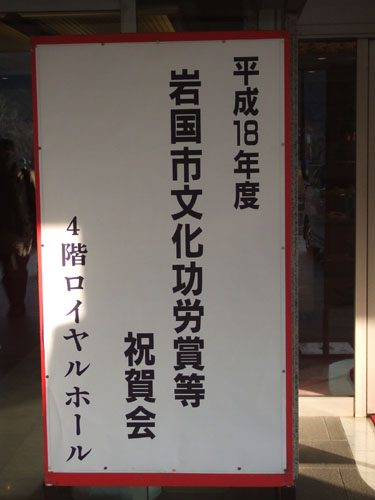 平成18年度
岩国市文化功労賞等
祝賀会
4階ロイヤルホール